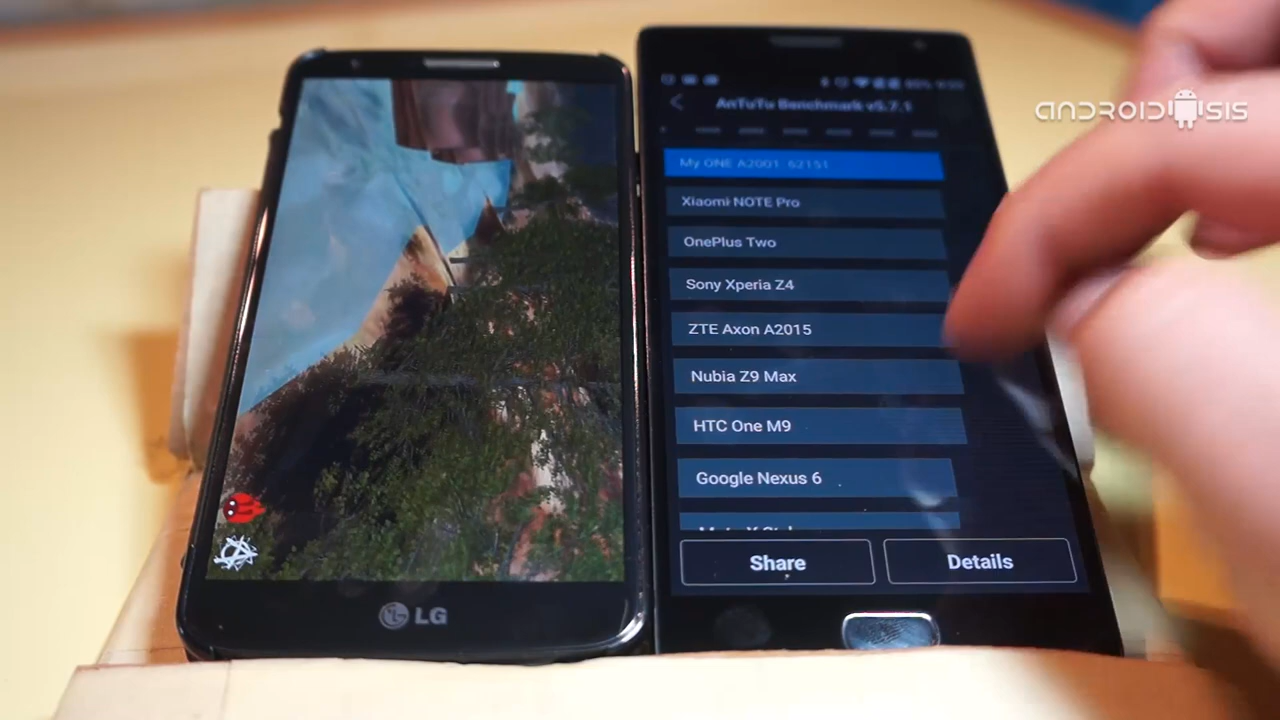 ANDROIDSIS
AnTuTu Benchmark v5.7.1
My ONE A2001 62151
Xiaomi NOTE Pro
OnePlus Two
Sony Xperia Z4
ZTE Axon A2015
Nubia Z9 Max
HTC One M9
Google Nexus 6
Share
Details
LG